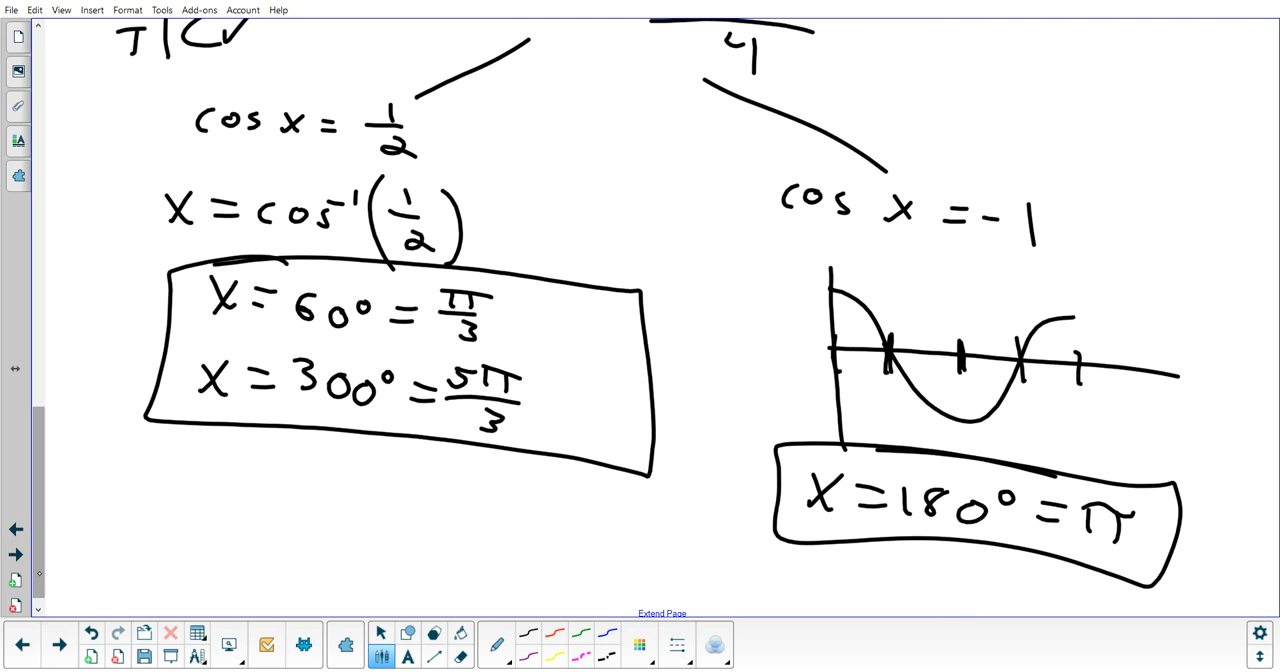 File Edit View Insert Format Tools Add-ons Account Help
T|C✓
4
cos x = 1/2
x = cos⁻¹(1/2)
x = 60° = π/3
x = 300° = 5π/3
cos x = -1
x = 180° = π
Extend Page